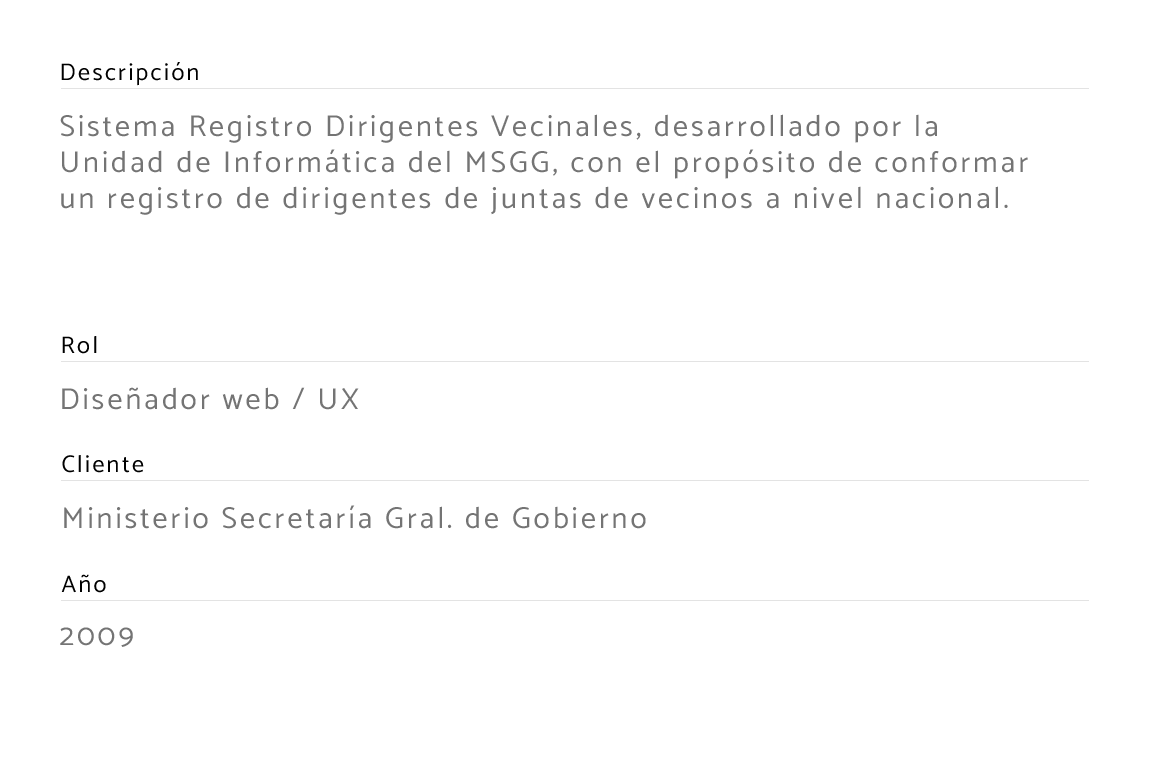 Descripción
Sistema Registro Dirigentes Vecinales, desarrollado por la
Unidad de Informática del MSGG, con el propósito de conformar
un registro de dirigentes de juntas de vecinos a nivel nacional.
Rol
Diseñador web / UX
Cliente
Ministerio Secretaría Gral. de Gobierno
Año
2009